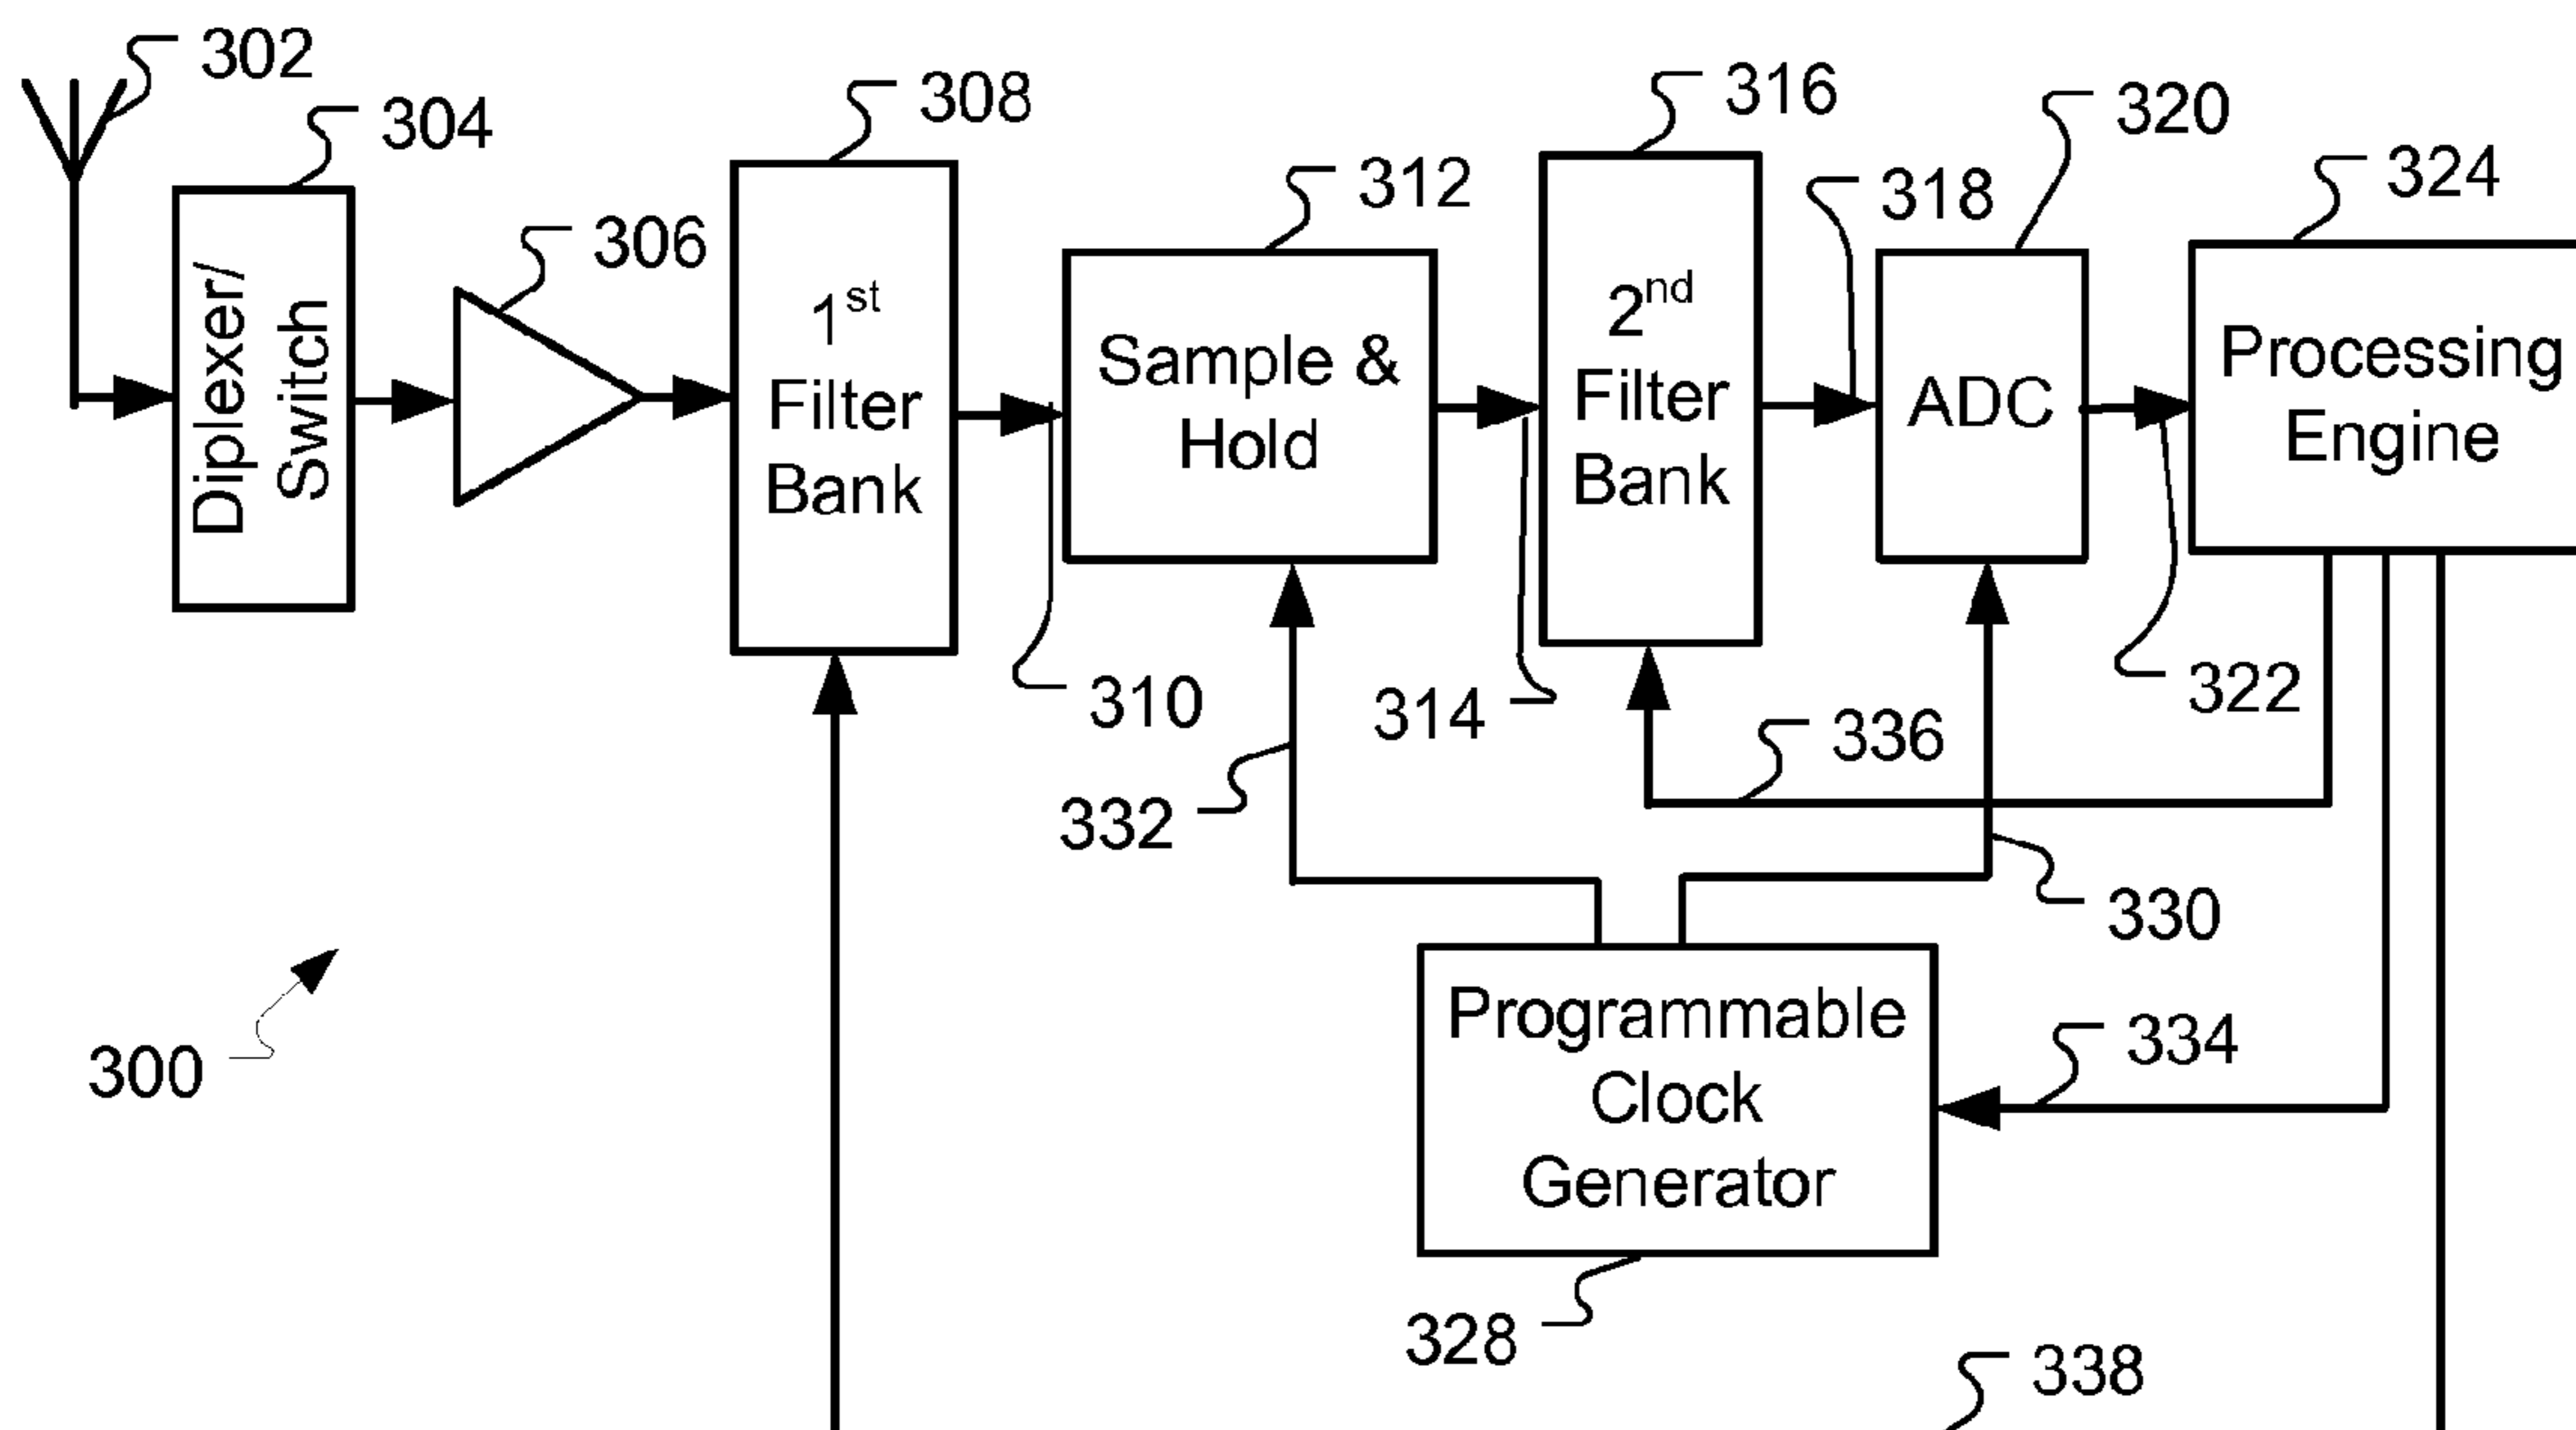 302
304
306
308
316
320
324
312
318
Diplexer/
Switch
1st
Filter
Bank
Sample &
Hold
2nd
Filter
Bank
ADC
Processing
Engine
310
314
322
332
336
330
300
Programmable
Clock
Generator
334
328
338